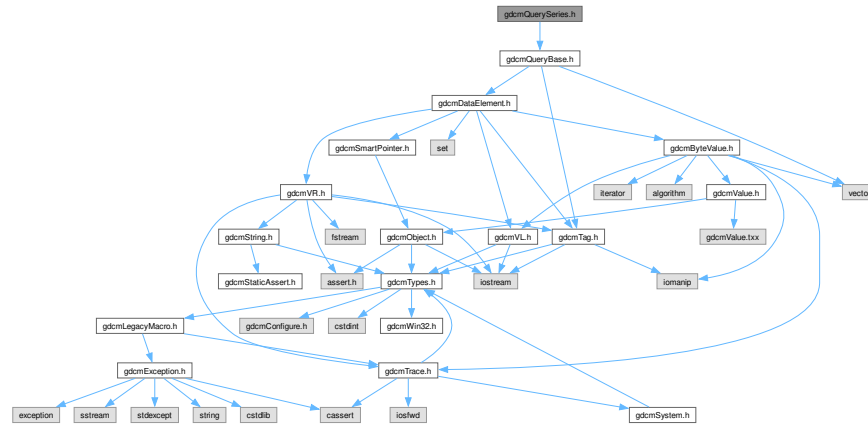 gdcmQuerySeries.h
gdcmQueryBase.h
gdcmDataElement.h
gdcmSmartPointer.h
set
gdcmByteValue.h
gdcmVR.h
iterator
algorithm
gdcmValue.h
vector
gdcmString.h
fstream
gdcmObject.h
gdcmVL.h
gdcmTag.h
gdcmValue.txx
gdcmStaticAssert.h
assert.h
gdcmTypes.h
iostream
iomanip
gdcmLegacyMacro.h
gdcmConfigure.h
cstdint
gdcmWin32.h
gdcmException.h
gdcmTrace.h
exception
sstream
stdexcept
string
cstdlib
cassert
iosfwd
gdcmSystem.h